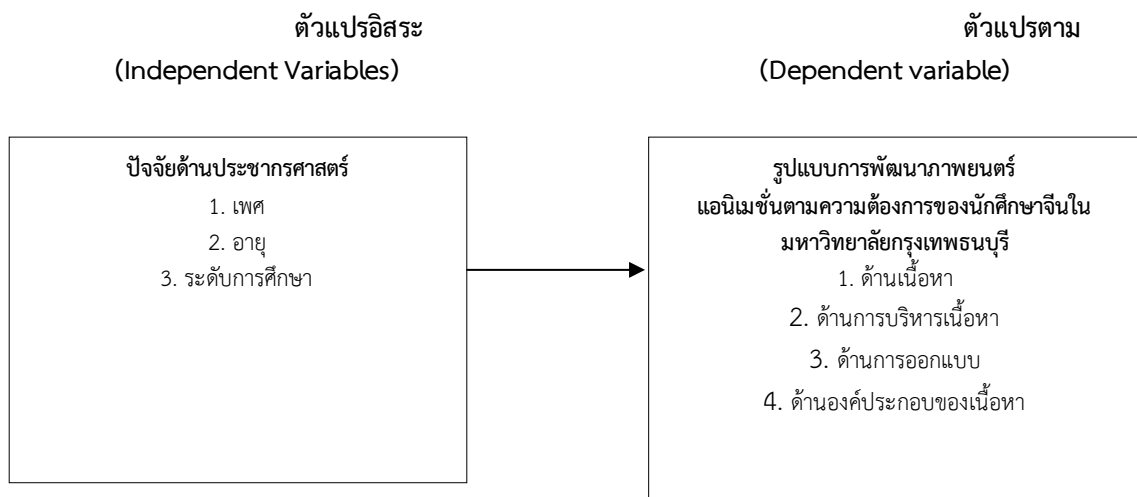 ตัวแปรอิสระ
(Independent Variables)
ตัวแปรตาม
(Dependent variable)
ปัจจัยด้านประชากรศาสตร์
1. เพศ
2. อายุ
3. ระดับการศึกษา
รูปแบบการพัฒนาภาพยนตร์
แอนิเมชั่นตามความต้องการของนักศึกษาจีนใน
มหาวิทยาลัยกรุงเทพธนบุรี
1. ด้านเนื้อหา
2. ด้านการบริหารเนื้อหา
3. ด้านการออกแบบ
4. ด้านองค์ประกอบของเนื้อหา